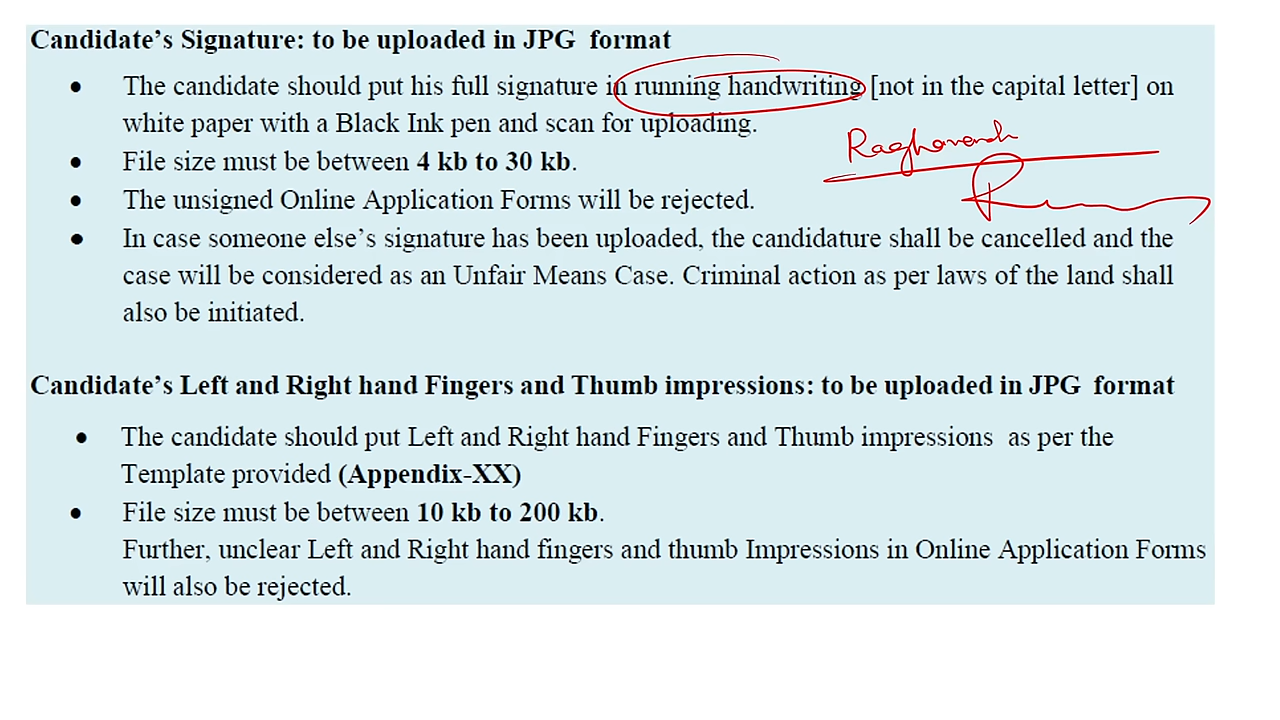 Candidate’s Signature: to be uploaded in JPG format
• The candidate should put his full signature in running handwriting [not in the capital letter] on
white paper with a Black Ink pen and scan for uploading.
Raghavendr
• File size must be between 4 kb to 30 kb.
• The unsigned Online Application Forms will be rejected.
• In case someone else’s signature has been uploaded, the candidature shall be cancelled and the
case will be considered as an Unfair Means Case. Criminal action as per laws of the land shall
also be initiated.
Candidate’s Left and Right hand Fingers and Thumb impressions: to be uploaded in JPG format
• The candidate should put Left and Right hand Fingers and Thumb impressions as per the
Template provided (Appendix-XX)
• File size must be between 10 kb to 200 kb.
Further, unclear Left and Right hand fingers and thumb Impressions in Online Application Forms
will also be rejected.